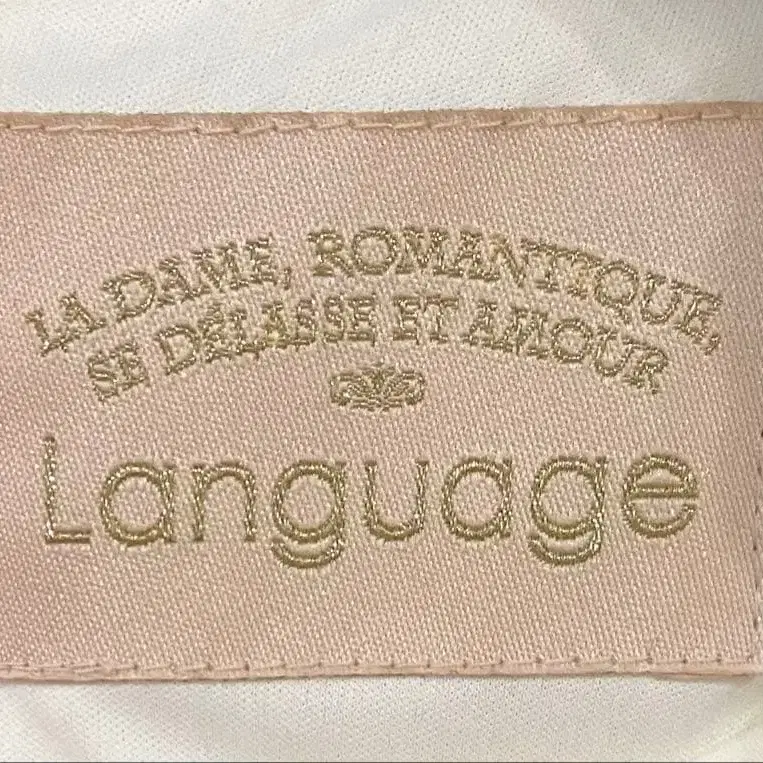 LA DAME, ROMANTIQUE,
SE DÉLASSE ET AMOUR
Language